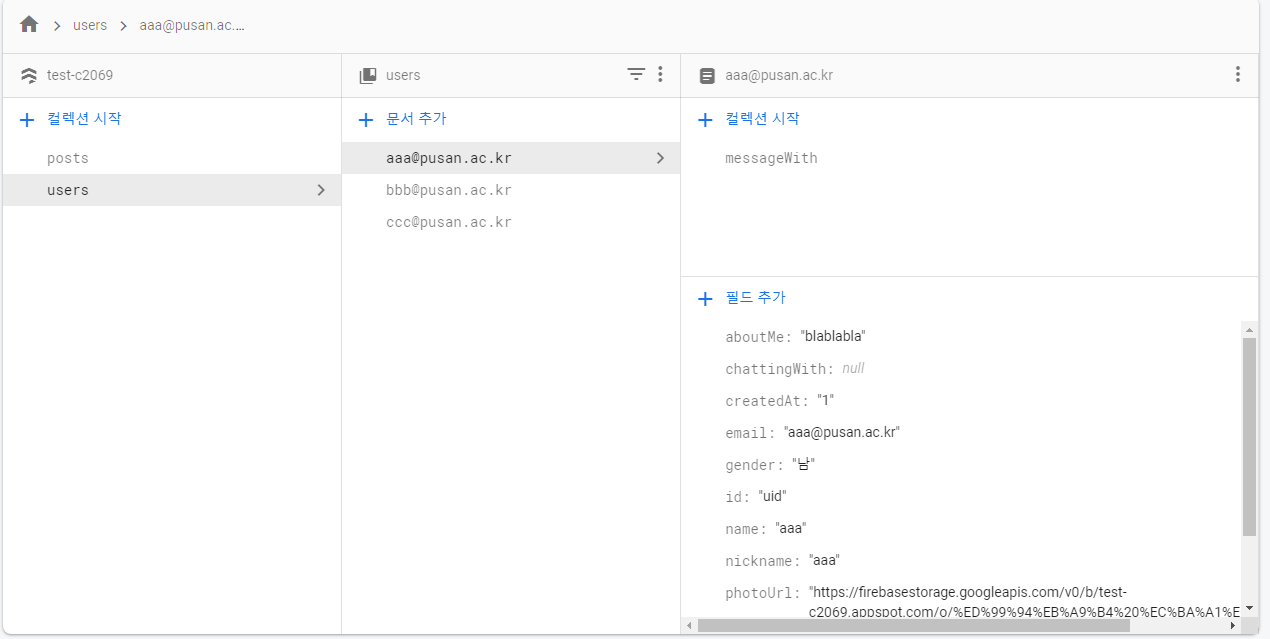 users
aaa@pusan.ac....
test-c2069
users
aaa@pusan.ac.kr
컬렉션 시작
문서 추가
컬렉션 시작
posts
users
aaa@pusan.ac.kr
bbb@pusan.ac.kr
ccc@pusan.ac.kr
messageWith
필드 추가
aboutMe: "blablabla"
chattingWith: null
createdAt: "1"
email: "aaa@pusan.ac.kr"
gender: "남"
id: "uid"
name: "aaa"
nickname: "aaa"
photoUrl: "https://firebasestorage.googleapis.com/v0/b/test-
c2069.appspot.com/o/%ED%99%94%EB%A9%B4%20%EC%BA%A1%E